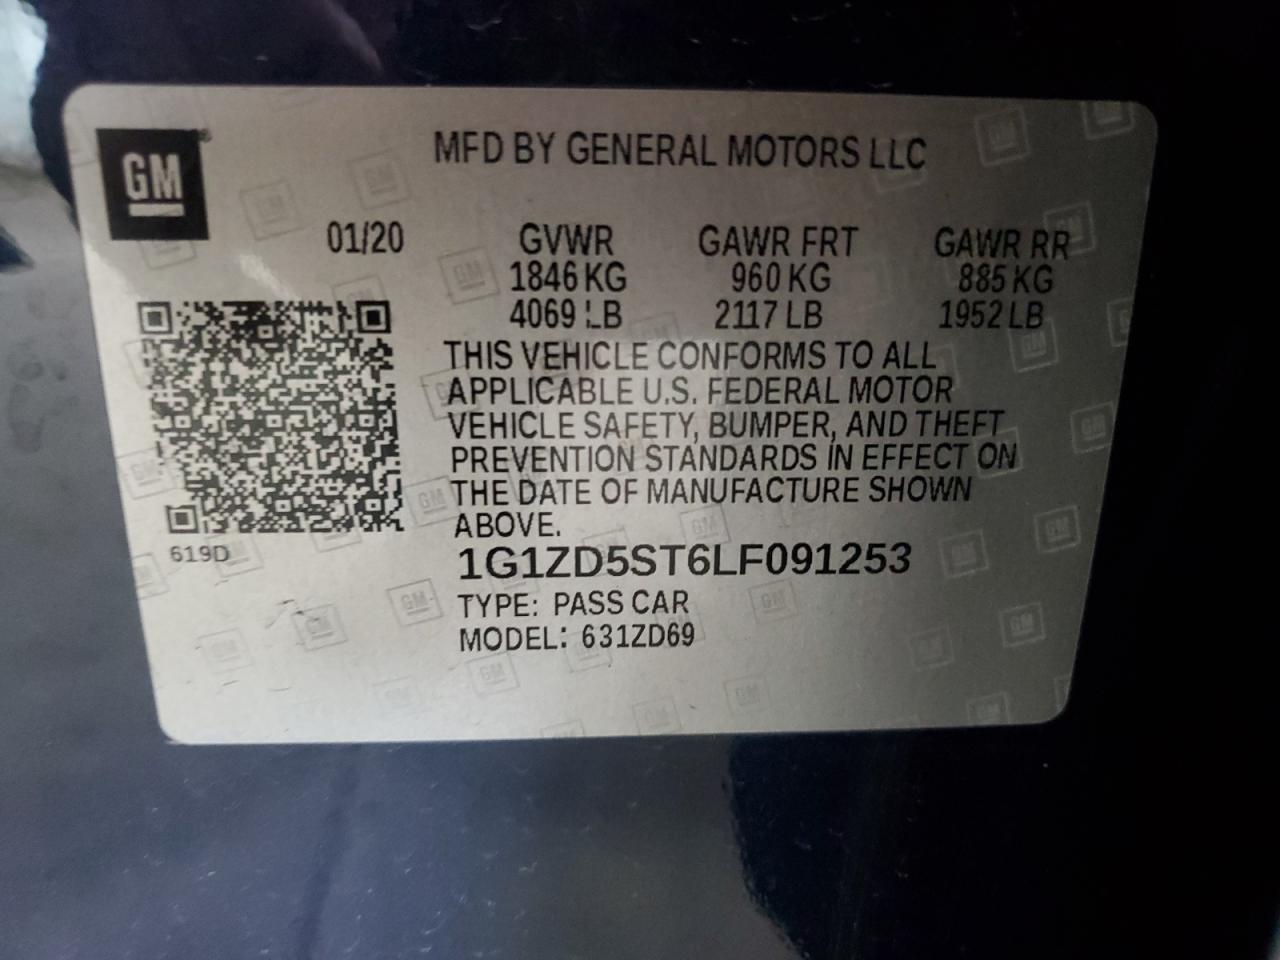 GM
MFD BY GENERAL MOTORS LLC
01/20 GVWR GAWR FRT GAWR RR
1846 KG 960 KG 885 KG
4069 LB 2117 LB 1952 LB
THIS VEHICLE CONFORMS TO ALL
APPLICABLE U.S. FEDERAL MOTOR
VEHICLE SAFETY, BUMPER, AND THEFT
PREVENTION STANDARDS IN EFFECT ON
THE DATE OF MANUFACTURE SHOWN
ABOVE.
619D
1G1ZD5ST6LF091253
TYPE: PASS CAR
MODEL: 631ZD69